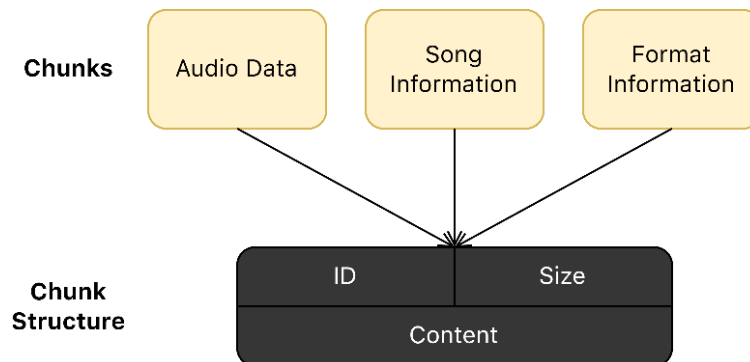 Chunks
Audio Data
Song
Information
Format
Information
Chunk
Structure
ID
Size
Content